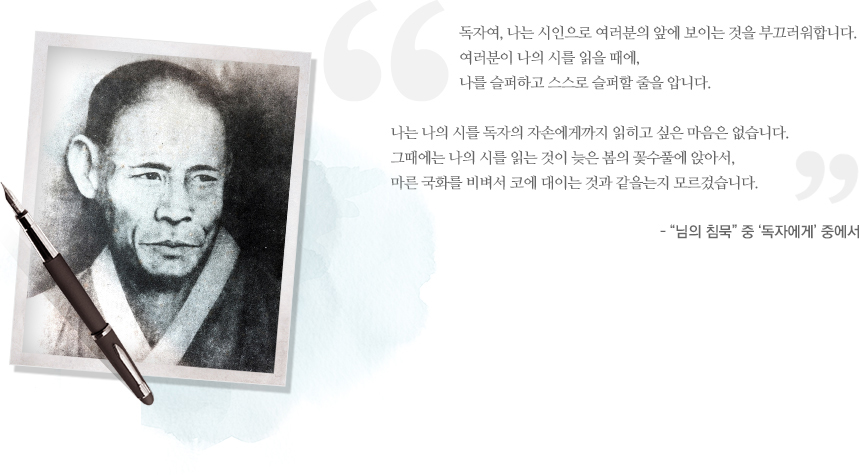 독자여, 나는 시인으로 여러분의 앞에 보이는 것을 부끄러워합니다.
여러분이 나의 시를 읽을 때에,
나를 슬퍼하고 스스로 슬퍼할 줄을 압니다.
나는 나의 시를 독자의 자손에게까지 읽히고 싶은 마음은 없습니다.
그때에는 나의 시를 읽는 것이 늦은 봄의 꽃수풀에 앉아서,
마른 국화를 비벼서 코에 대이는 것과 같을는지 모르겄습니다.
- “님의 침묵” 중 ‘독자에게’ 중에서